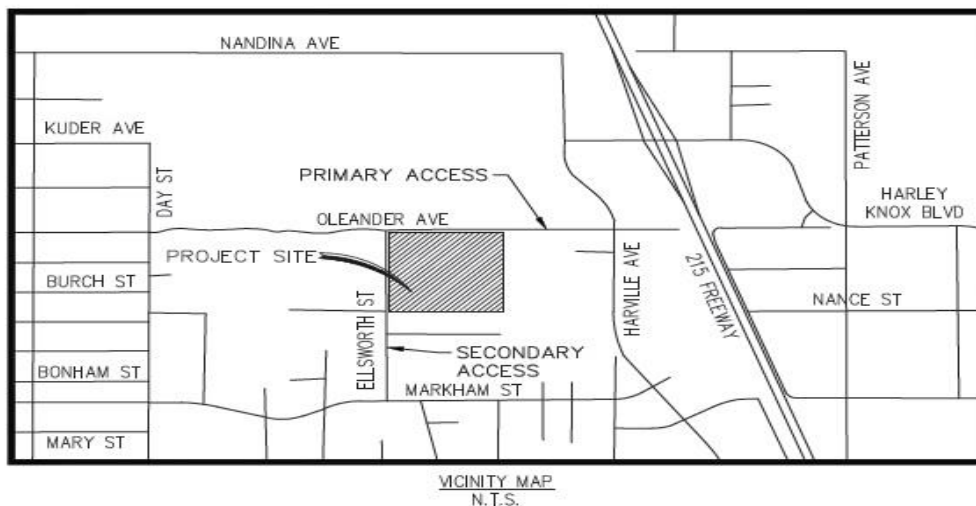 NANDINA AVE
KUDER AVE
DAY ST
PATTERSON AVE
PRIMARY ACCESS
HARLEY
KNOX BLVD
OLEANDER AVE
PROJECT SITE
BURCH ST
ELLSWORTH ST
HARVILLE AVE
215 FREEWAY
NANCE ST
SECONDARY
ACCESS
BONHAM ST
MARKHAM ST
MARY ST
VICINITY MAP
N.T.S.